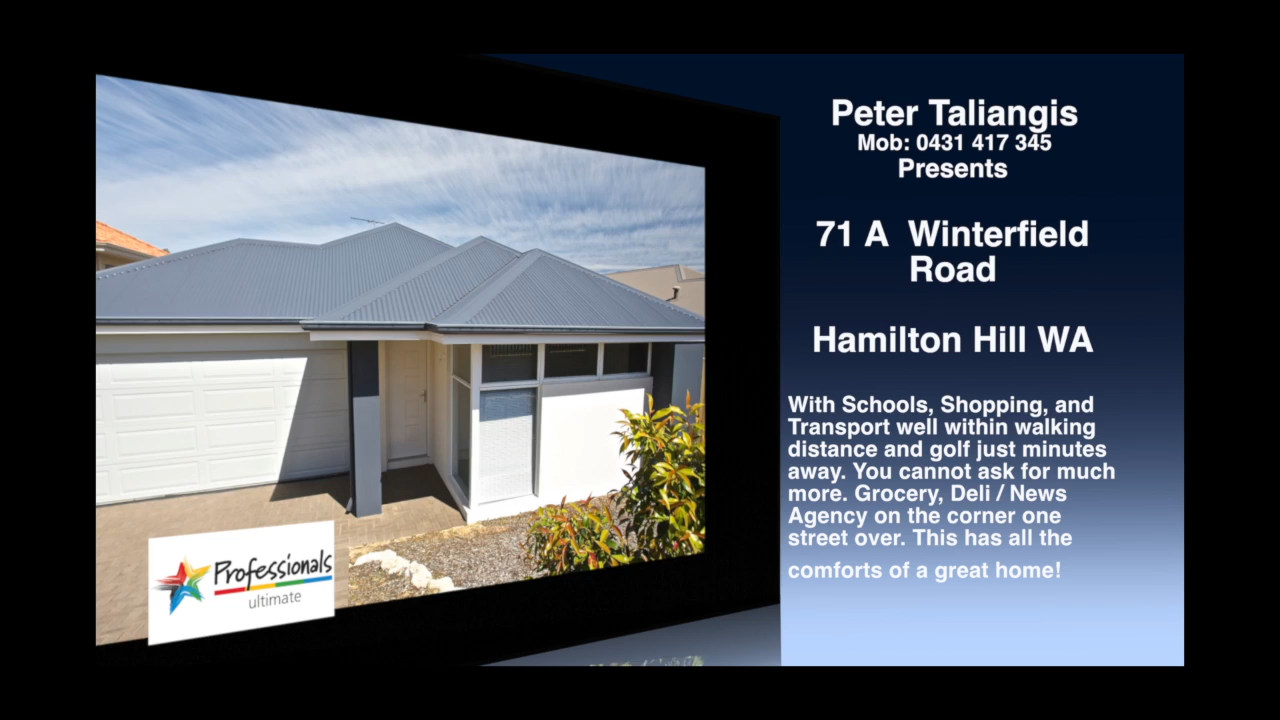 Peter Taliangis
Mob: 0431 417 345
Presents
71 A Winterfield
Road
Hamilton Hill WA
With Schools, Shopping, and
Transport well within walking
distance and golf just minutes
away. You cannot ask for much
more. Grocery, Deli / News
Agency on the corner one
street over. This has all the
comforts of a great home!
Professionals
ultimate